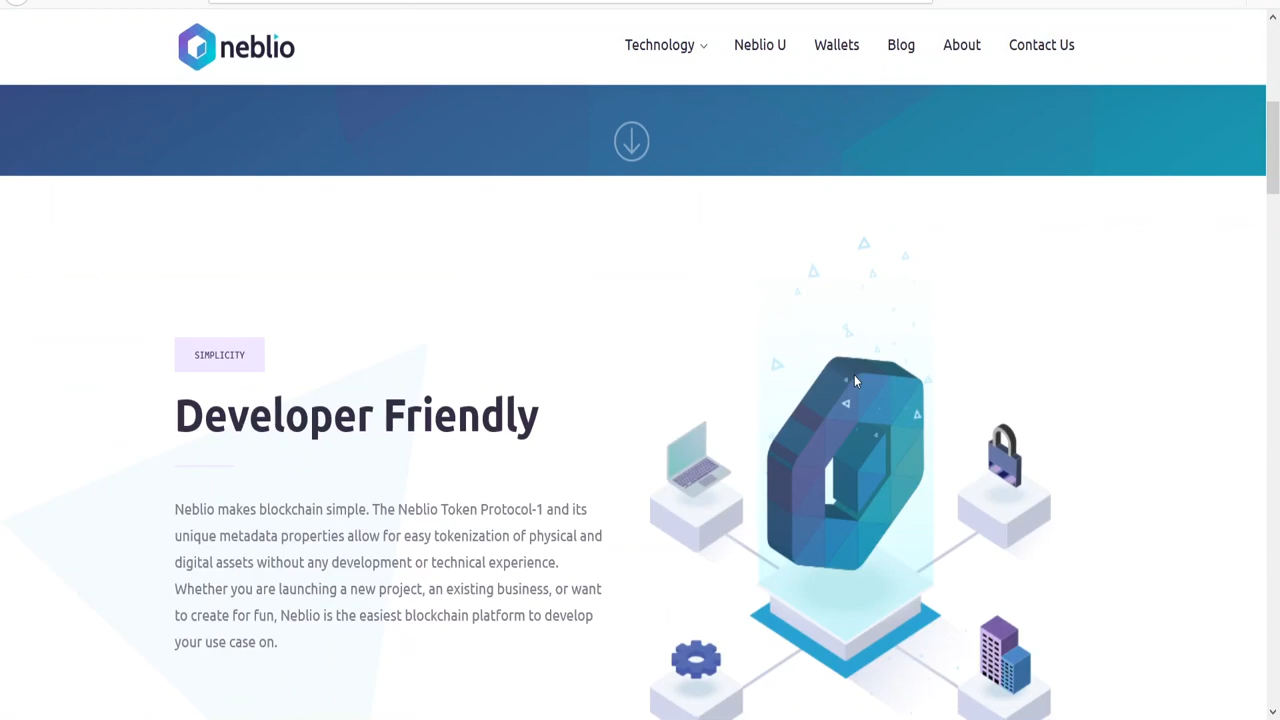 neblio
Technology
Neblio U
Wallets
Blog
About
Contact Us
SIMPLICITY
Developer Friendly
Neblio makes blockchain simple. The Neblio Token Protocol-1 and its
unique metadata properties allow for easy tokenization of physical and
digital assets without any development or technical experience.
Whether you are launching a new project, an existing business, or want
to create for fun, Neblio is the easiest blockchain platform to develop
your use case on.